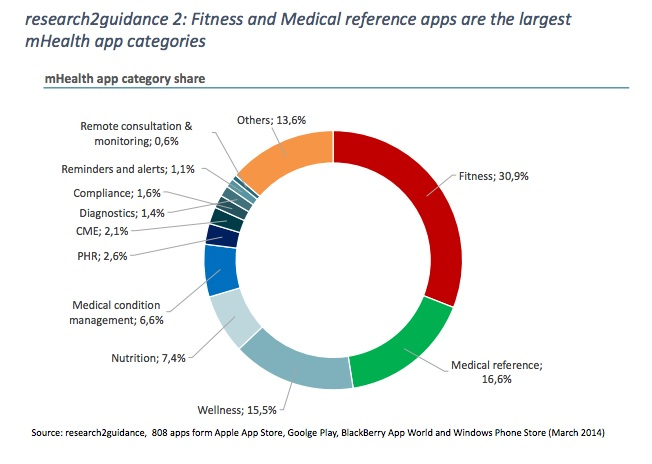 research2guidance 2: Fitness and Medical reference apps are the largest
mHealth app categories
mHealth app category share
Others; 13,6%
Remote consultation &
monitoring; 0,6%
Reminders and alerts; 1,1%
Compliance; 1,6%
Diagnostics; 1,4%
CME; 2,1%
PHR; 2,6%
Medical condition
management; 6,6%
Nutrition; 7,4%
Wellness; 15,5%
Fitness; 30,9%
Medical reference;
16,6%
Source: research2guidance, 808 apps form Apple App Store, Goolge Play, BlackBerry App World and Windows Phone Store (March 2014)